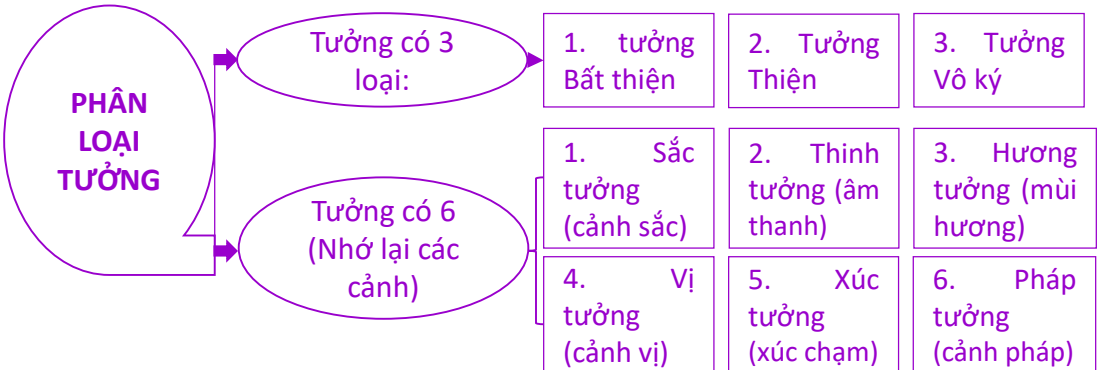 PHÂN
LOẠI
TƯỞNG
Tưởng có 3
loại:
1. tưởng
Bất thiện
2. Tưởng
Thiện
3. Tưởng
Vô ký
Tưởng có 6
(Nhớ lại các
cảnh)
1. Sắc
tưởng
(cảnh sắc)
2. Thinh
tưởng (âm
thanh)
3. Hương
tưởng (mùi
hương)
4. Vị
tưởng
(cảnh vị)
5. Xúc
tưởng
(xúc chạm)
6. Pháp
tưởng
(cảnh pháp)